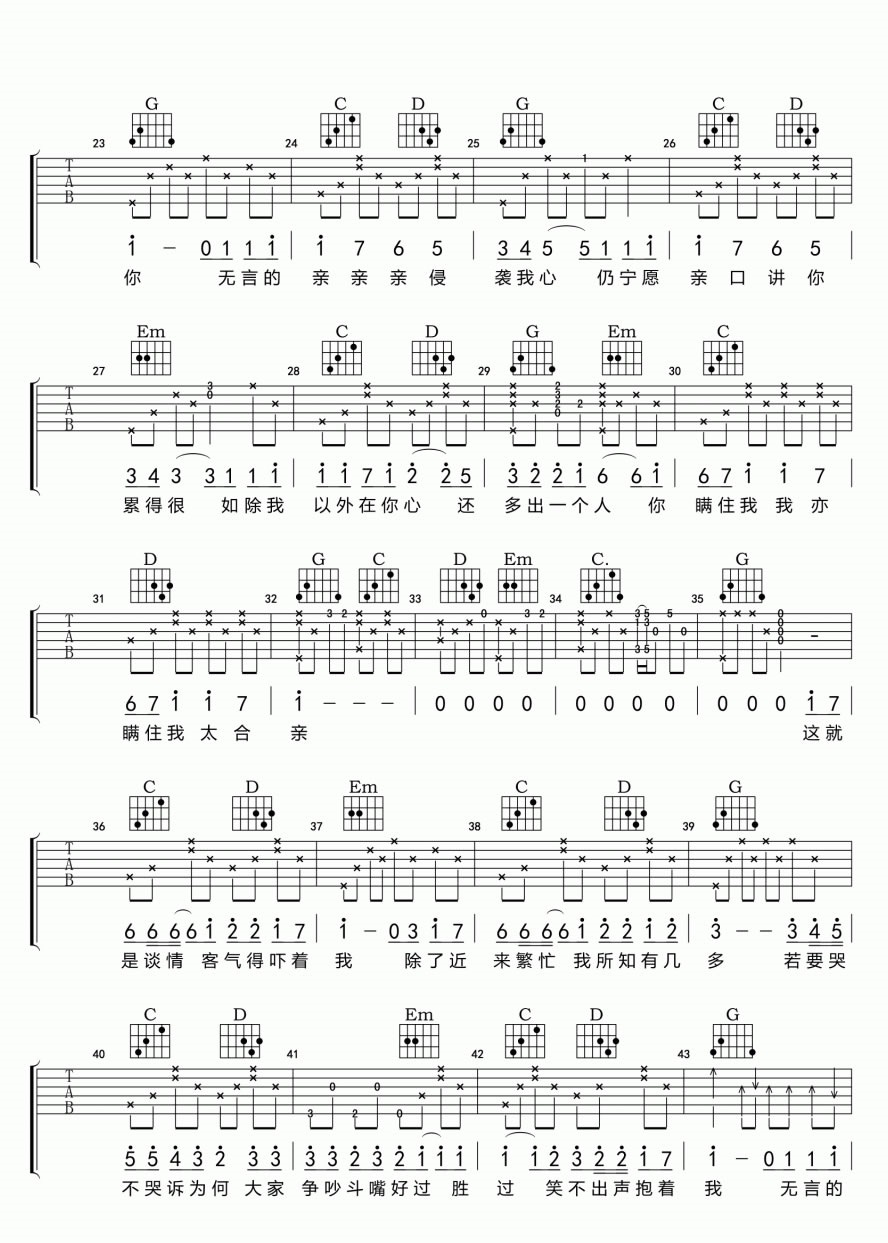 G C D G C D
23 24 25 26
T A B
1 - 0 1 1 1 1 7 6 5 3 4 5 5 1 1 1 1 7 6 5
你 无言的 亲亲亲侵 袭我心 仍宁愿 亲口讲你
Em C D G Em C
27 28 29 30
T A B
3 4 3 3 1 1 1 1 1 7 1 2 2 5 3 2 2 1 6 6 1 6 7 1 1 7
累得很 如除我 以外在你心 还 多出一个人 你 瞒住我我亦
D G C D Em C. G
31 32 33 34 35
T A B
6 7 1 1 7 1 - - - 0 0 0 0 0 0 0 0 0 0 0 1 7
瞒住我太合 亲 这就
C D Em C D G
36 37 38 39
T A B
6 6 6 6 1 2 2 1 7 1 - 0 3 1 7 6 6 6 6 1 2 2 1 2 3 - - 3 4 5
是谈情 客气得吓着 我 除了近 来繁忙 我所知有几 多 若要哭
C D Em C D G
40 41 42 43
T A B
5 5 4 3 2 3 3 3 3 2 3 2 1 1 1 1 1 2 3 2 2 1 7 1 - 0 1 1 1
不哭诉为何 大家 争吵斗嘴好过 胜 过 笑不出声抱着 我 无言的